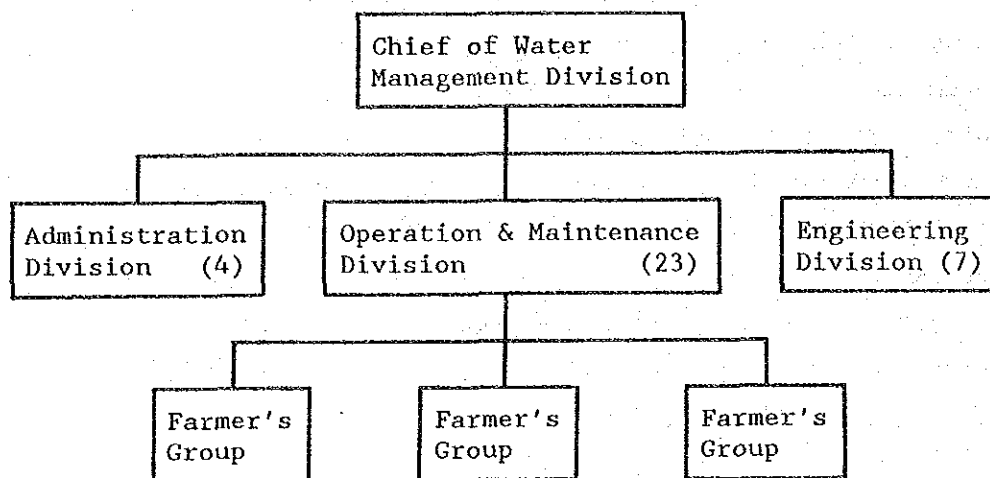 Chief of Water
Management Division
Administration
Division (4)
Operation & Maintenance
Division (23)
Engineering
Division (7)
Farmer's
Group
Farmer's
Group
Farmer's
Group